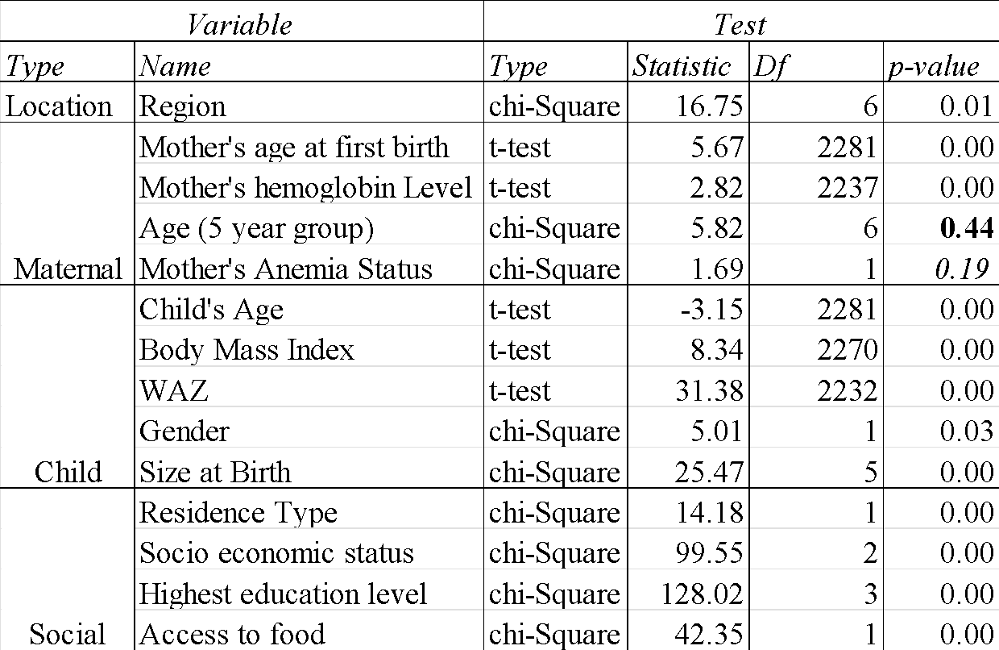 Variable Test
Type Name Type Statistic Df p-value
Location Region chi-Square 16.75 6 0.01
Mother's age at first birth t-test 5.67 2281 0.00
Mother's hemoglobin Level t-test 2.82 2237 0.00
Age (5 year group) chi-Square 5.82 6 0.44
Maternal Mother's Anemia Status chi-Square 1.69 1 0.19
Child's Age t-test -3.15 2281 0.00
Body Mass Index t-test 8.34 2270 0.00
WAZ t-test 31.38 2232 0.00
Gender chi-Square 5.01 1 0.03
Child Size at Birth chi-Square 25.47 5 0.00
Residence Type chi-Square 14.18 1 0.00
Socio economic status chi-Square 99.55 2 0.00
Highest education level chi-Square 128.02 3 0.00
Social Access to food chi-Square 42.35 1 0.00